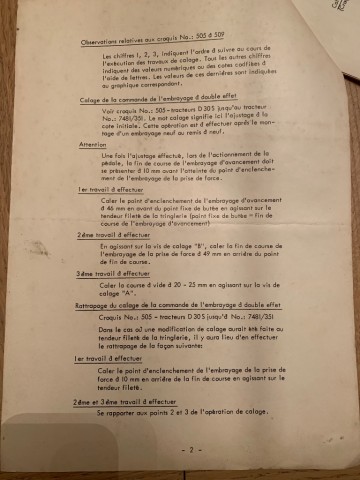 Observations relatives aux croquis No.: 505 à 509
Les chiffres 1, 2, 3, indiquent l'ordre à suivre au cours de
l'exécution des travaux de calage. Tous les autres chiffres
indiquent des valeurs numériques ou des cotes codfiées à
l'aide de lettres. Les valeurs de ces dernières sont indiquées
au graphique correspondant.
Calage de la commande de l'embrayage à double effet
Voir croquis No.: 505 - tracteurs D30S jusqu'au tracteur
No.: 7481/351. Le mot calage signifie ici l'ajustage à la
cote initiale. Cette opération est à effectuer après le mon-
tage d'un embrayage neuf ou remis à neuf.
Attention
Une fois l'ajustage effectué, lors de l'actionnement de la
pédale, la fin de course de l'embrayage d'avancement doit
se présenter à 10 mm avant l'atteinte du point d'enclenche-
ment de l'embrayage de la prise de force.
1er travail à effectuer
Caler le point d'enclenchement de l'embrayage d'avancement
à 46 mm en avant du point fixe de butée en agissant sur le
tendeur fileté de la tringlerie (point fixe de butée = fin de
course de l'embrayage d'avancement)
2ème travail à effectuer
En agissant sur la vis de calage "B", caler la fin de course de
l'embrayage de la prise de force à 49 mm en arrière du point
de fin de course.
3ème travail à effectuer
Caler la course à vide à 20 - 25 mm en agissant sur la vis de
calage "A".
Rattrapage du calage de la commande de l'embrayage à double effet
Croquis No.: 505 - tracteurs D30S jusqu'à No.: 7481/351
Dans le cas où une modification de calage aurait été faite au
tendeur fileté de la tringlerie, il y aura lieu d'en effectuer
le rattrapage de la façon suivante:
1er travail à effectuer
Caler le point d'enclenchement de l'embrayage de la prise de
force à 10 mm en arrière de la fin de course en agissant sur le
tendeur fileté.
2ème et 3ème travail à effectuer
Se rapporter aux points 2 et 3 de l'opération de calage.
- 2 -